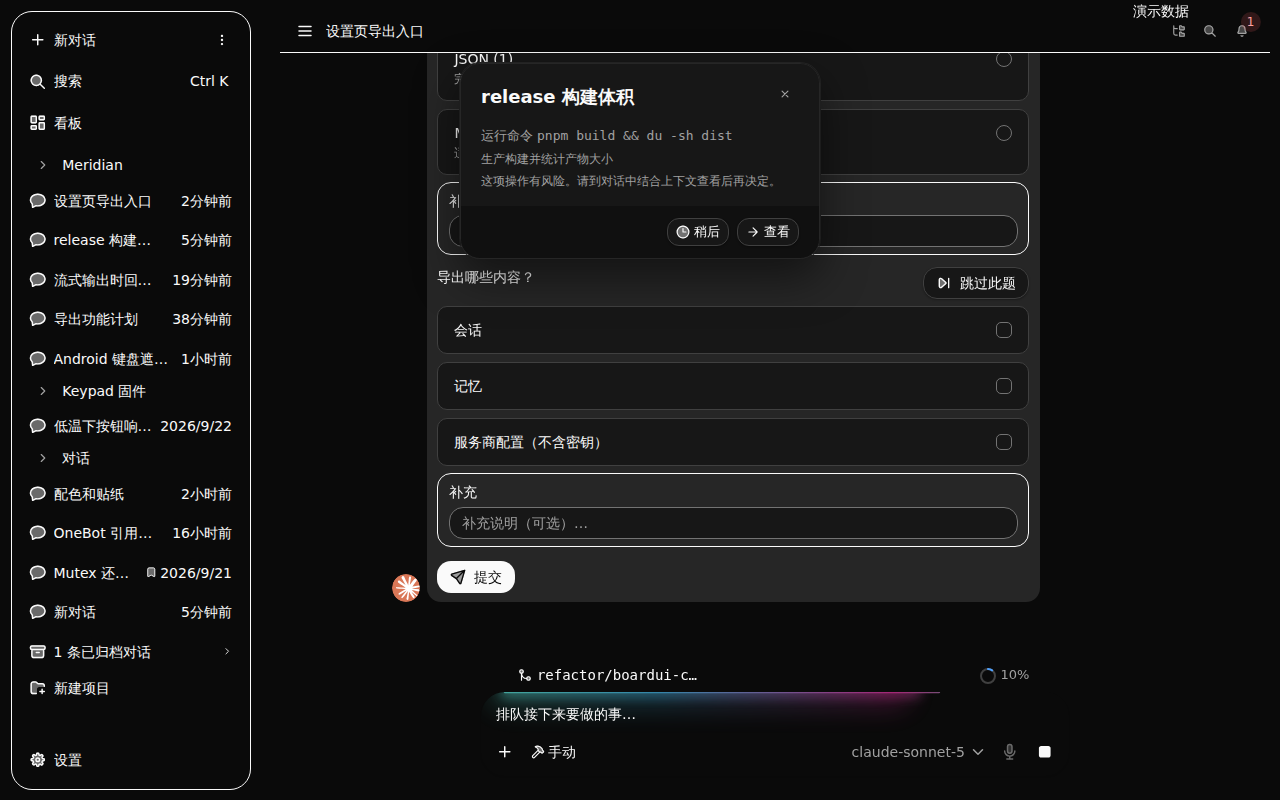 演示数据
新对话
搜索 Ctrl K
看板
Meridian
设置页导出入口 2分钟前
release 构建… 5分钟前
流式输出时回… 19分钟前
导出功能计划 38分钟前
Android 键盘遮… 1小时前
Keypad 固件
低温下按钮响… 2026/9/22
对话
配色和贴纸 2小时前
OneBot 引用… 16小时前
Mutex 还… 2026/9/21
新对话 5分钟前
1 条已归档对话
新建项目
设置
设置页导出入口
1
JSON (1)
release 构建体积
运行命令 pnpm build && du -sh dist
生产构建并统计产物大小
这项操作有风险。请到对话中结合上下文查看后再决定。
稍后 查看
导出哪些内容？
跳过此题
会话
记忆
服务商配置（不含密钥）
补充
补充说明（可选）…
提交
refactor/boardui-c…
10%
排队接下来要做的事…
手动
claude-sonnet-5